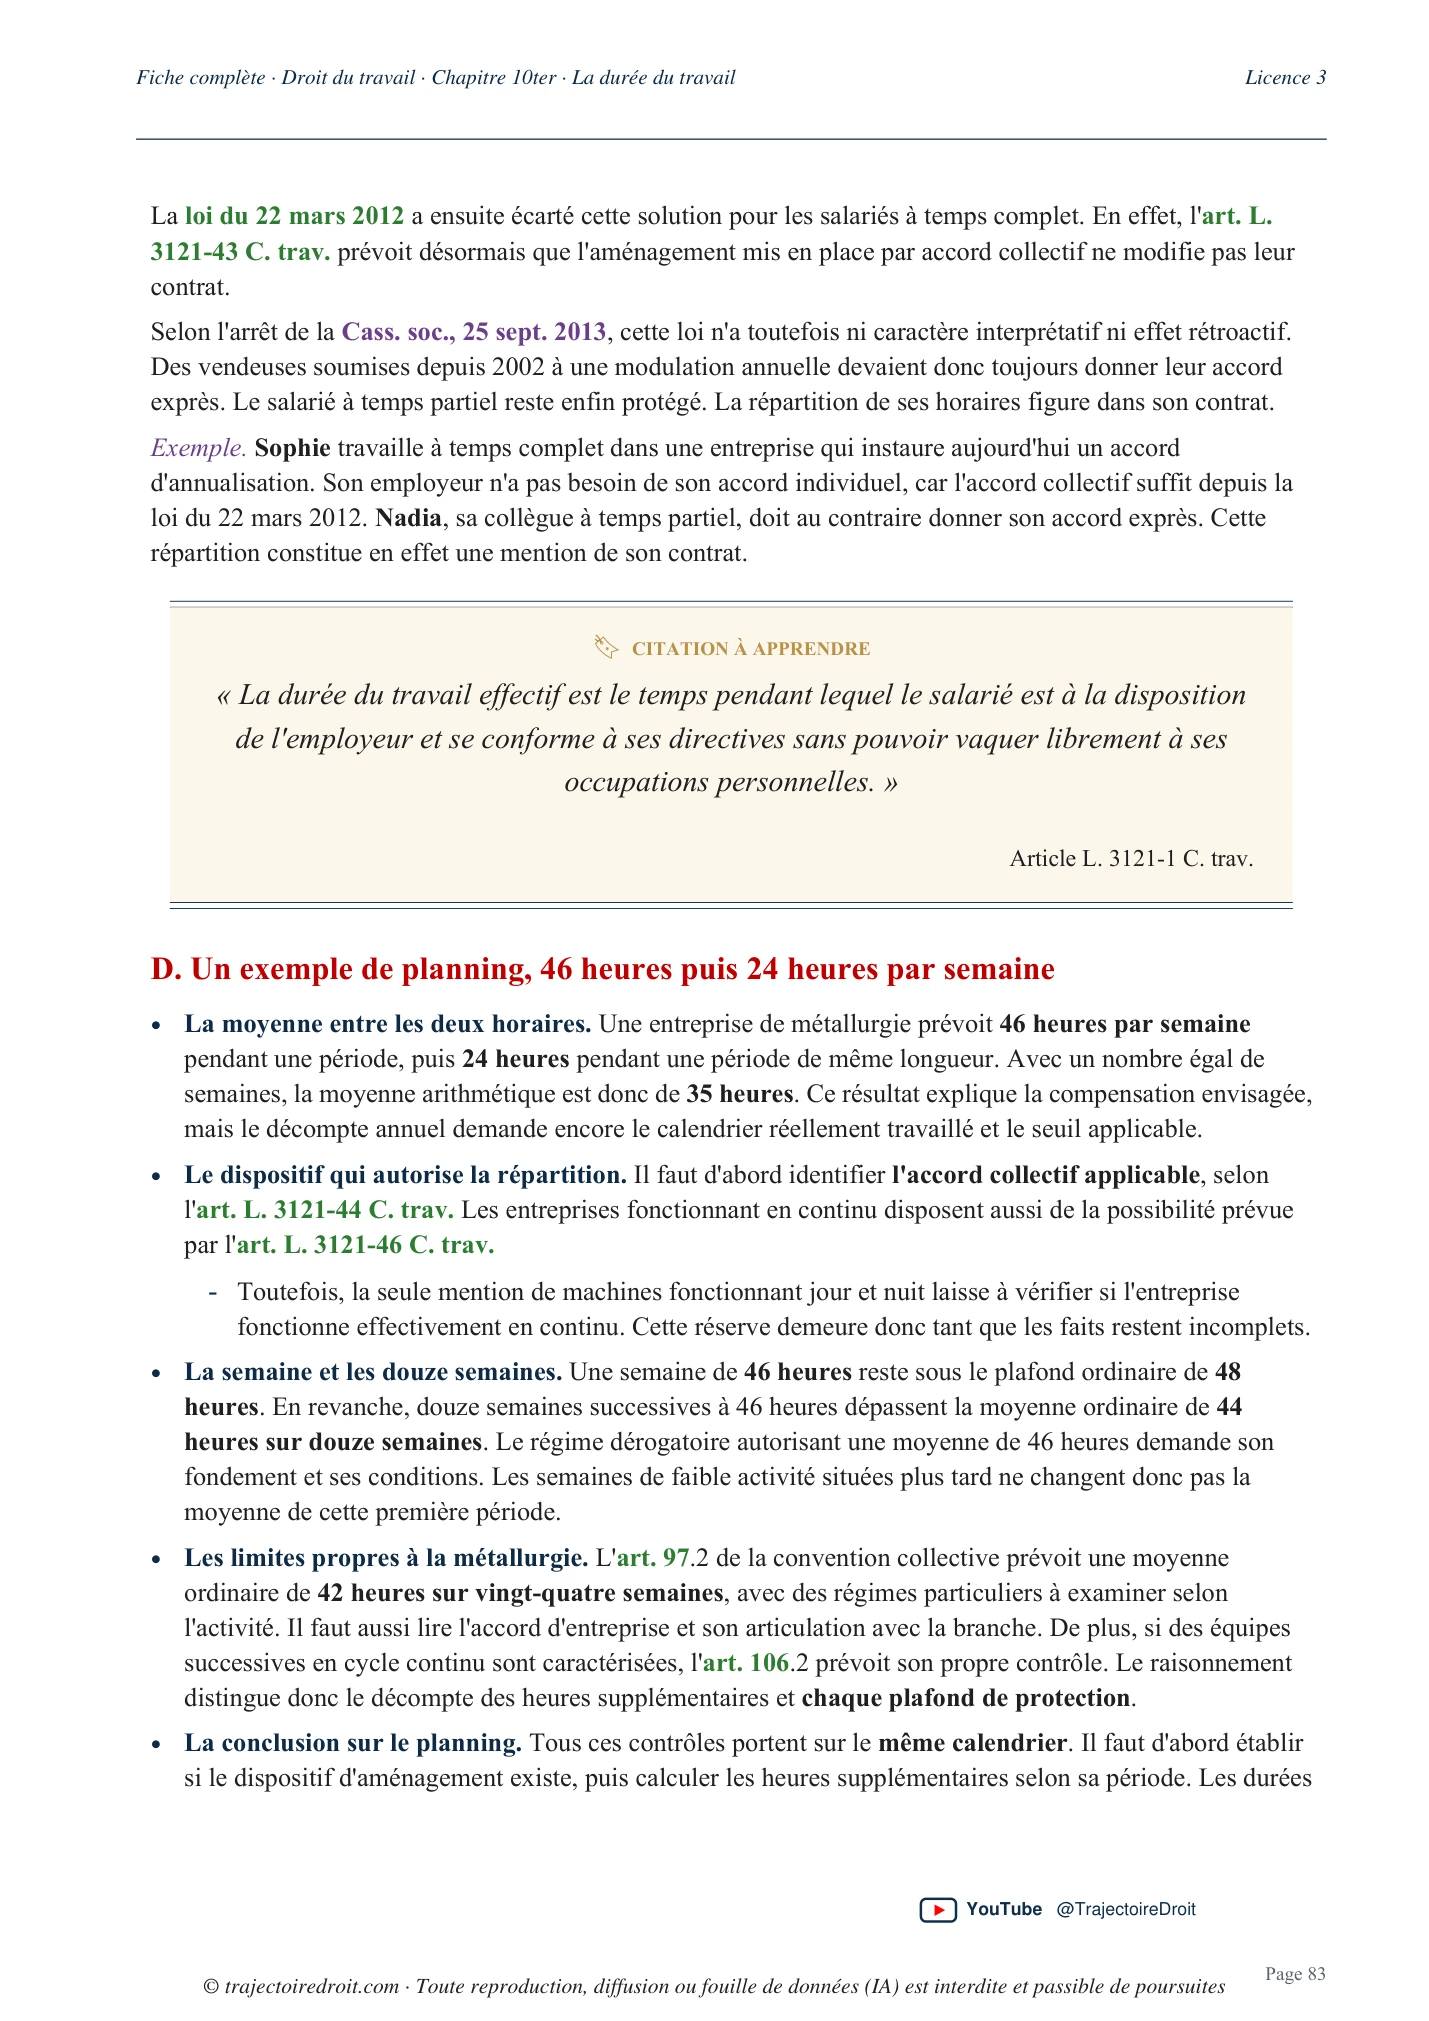 Fiche complète · Droit du travail · Chapitre 10ter · La durée du travail
Licence 3
La loi du 22 mars 2012 a ensuite écarté cette solution pour les salariés à temps complet. En effet, l'art. L.
3121-43 C. trav. prévoit désormais que l'aménagement mis en place par accord collectif ne modifie pas leur
contrat.
Selon l'arrêt de la Cass. soc., 25 sept. 2013, cette loi n'a toutefois ni caractère interprétatif ni effet rétroactif.
Des vendeuses soumises depuis 2002 à une modulation annuelle devaient donc toujours donner leur accord
exprès. Le salarié à temps partiel reste enfin protégé. La répartition de ses horaires figure dans son contrat.
Exemple. Sophie travaille à temps complet dans une entreprise qui instaure aujourd'hui un accord
d'annualisation. Son employeur n'a pas besoin de son accord individuel, car l'accord collectif suffit depuis la
loi du 22 mars 2012. Nadia, sa collègue à temps partiel, doit au contraire donner son accord exprès. Cette
répartition constitue en effet une mention de son contrat.
CITATION À APPRENDRE
« La durée du travail effectif est le temps pendant lequel le salarié est à la disposition
de l'employeur et se conforme à ses directives sans pouvoir vaquer librement à ses
occupations personnelles. »
Article L. 3121-1 C. trav.
D. Un exemple de planning, 46 heures puis 24 heures par semaine
• La moyenne entre les deux horaires. Une entreprise de métallurgie prévoit 46 heures par semaine
pendant une période, puis 24 heures pendant une période de même longueur. Avec un nombre égal de
semaines, la moyenne arithmétique est donc de 35 heures. Ce résultat explique la compensation envisagée,
mais le décompte annuel demande encore le calendrier réellement travaillé et le seuil applicable.
• Le dispositif qui autorise la répartition. Il faut d'abord identifier l'accord collectif applicable, selon
l'art. L. 3121-44 C. trav. Les entreprises fonctionnant en continu disposent aussi de la possibilité prévue
par l'art. L. 3121-46 C. trav.
- Toutefois, la seule mention de machines fonctionnant jour et nuit laisse à vérifier si l'entreprise
fonctionne effectivement en continu. Cette réserve demeure donc tant que les faits restent incomplets.
• La semaine et les douze semaines. Une semaine de 46 heures reste sous le plafond ordinaire de 48
heures. En revanche, douze semaines successives à 46 heures dépassent la moyenne ordinaire de 44
heures sur douze semaines. Le régime dérogatoire autorisant une moyenne de 46 heures demande son
fondement et ses conditions. Les semaines de faible activité situées plus tard ne changent donc pas la
moyenne de cette première période.
• Les limites propres à la métallurgie. L'art. 97.2 de la convention collective prévoit une moyenne
ordinaire de 42 heures sur vingt-quatre semaines, avec des régimes particuliers à examiner selon
l'activité. Il faut aussi lire l'accord d'entreprise et son articulation avec la branche. De plus, si des équipes
successives en cycle continu sont caractérisées, l'art. 106.2 prévoit son propre contrôle. Le raisonnement
distingue donc le décompte des heures supplémentaires et chaque plafond de protection.
• La conclusion sur le planning. Tous ces contrôles portent sur le même calendrier. Il faut d'abord établir
si le dispositif d'aménagement existe, puis calculer les heures supplémentaires selon sa période. Les durées
YouTube @TrajectoireDroit
© trajectoiredroit.com · Toute reproduction, diffusion ou fouille de données (IA) est interdite et passible de poursuites
Page 83